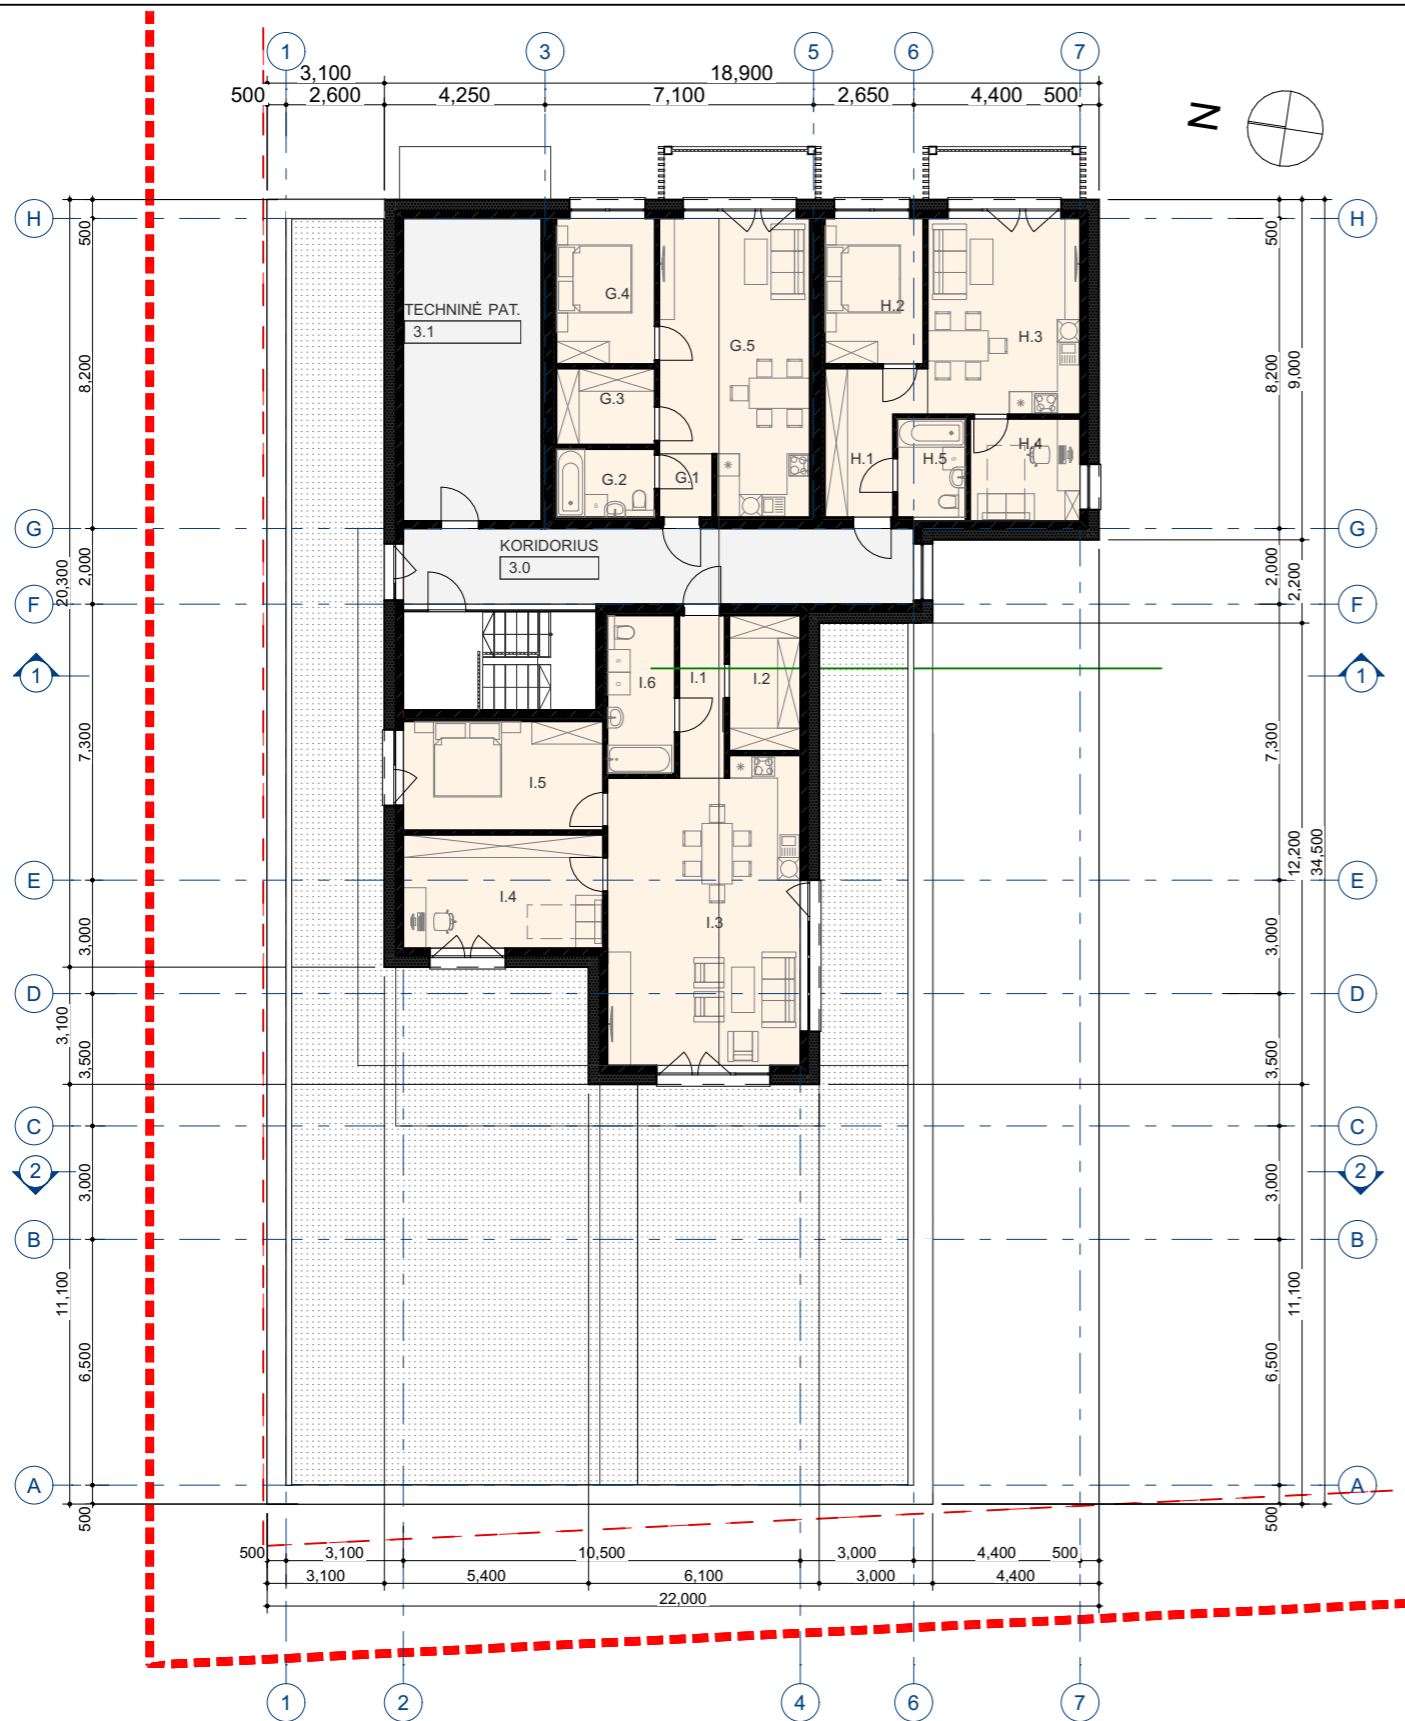 1 3 5 6 7
3,100 18,900
500 2,600 4,250 7,100 2,650 4,400 500
N
H H
500 500
G.4 H.2
TECHNINĖ PAT.
3.1
G.5 H.3
8,200 8,200 9,000
G.3
H.4
G.2 G.1 H.1 H.5
G G
KORIDORIUS
3.0
20,300 2,000 2,000 2,200
F F
1 I.6 I.1 I.2 1
7,300 7,300
I.5
12,200 34,500
E E
I.4 I.3
3,000 3,000
D D
3,100 3,500 3,500
C C
2 2
3,000 3,000
B B
11,100 11,100
6,500 6,500
A A
500 500
500 3,100 10,500 3,000 4,400 500
3,100 5,400 6,100 3,000 4,400
22,000
1 2 4 6 7